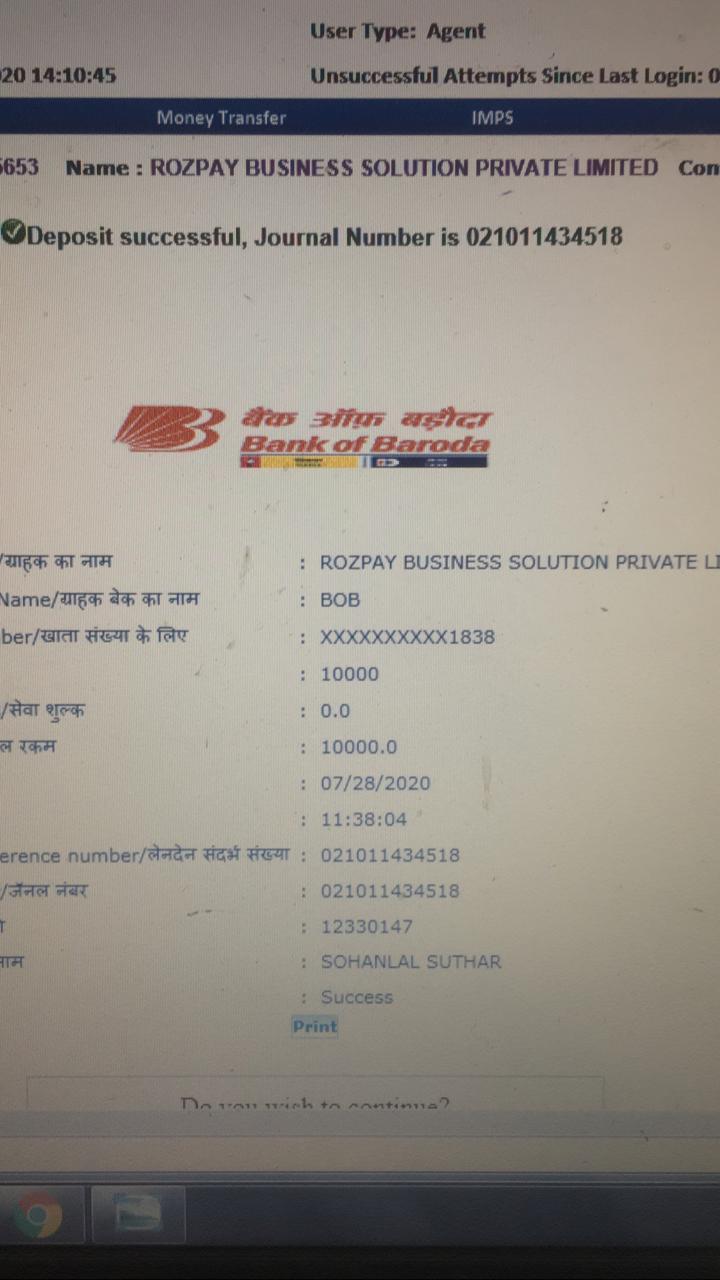 User Type: Agent
20 14:10:45 Unsuccessful Attempts Since Last Login: 0
Money Transfer IMPS
5653 Name : ROZPAY BUSINESS SOLUTION PRIVATE LIMITED Con
Deposit successful, Journal Number is 021011434518
बैंक ऑफ़ बड़ौदा
Bank of Baroda
/ग्राहक का नाम : ROZPAY BUSINESS SOLUTION PRIVATE LI
Name/ग्राहक बेक का नाम : BOB
ber/खाता संख्या के लिए : XXXXXXXXXX1838
: 10000
/सेवा शुल्क : 0.0
ल रकम : 10000.0
: 07/28/2020
: 11:38:04
erence number/लेनदेन संदर्भ संख्या : 021011434518
/जॅनल नंबर : 021011434518
: 12330147
नाम : SOHANLAL SUTHAR
: Success
Print
Do you wish to continue?